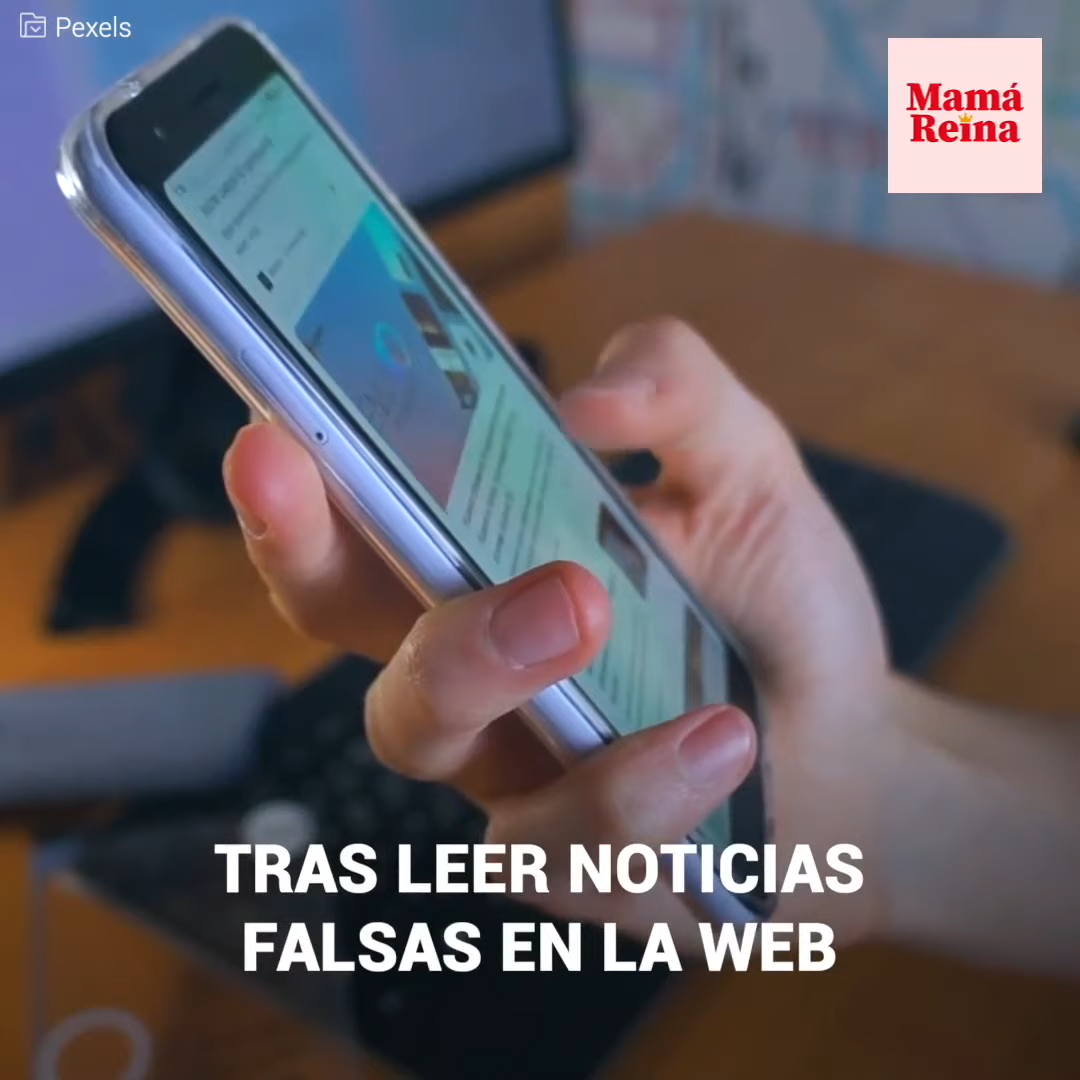 Pexels
Mamá
Reina
TRAS LEER NOTICIAS
FALSAS EN LA WEB